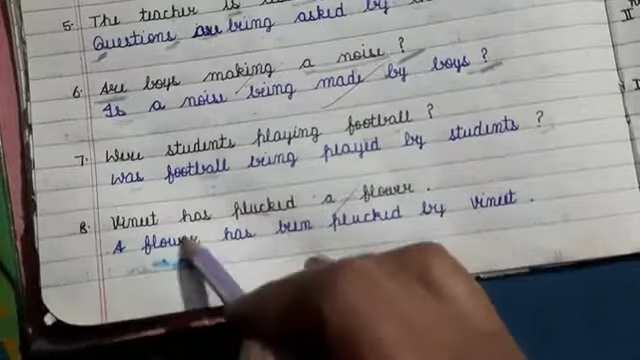 5. The teacher is
Questions are being asked by
6. Are boys making a noise ?
Is a noise being made by boys ?
7. Were students playing football ?
Was football being played by students ?
8. Vineet has plucked a flower .
A flower has been plucked by Vineet .
II
V